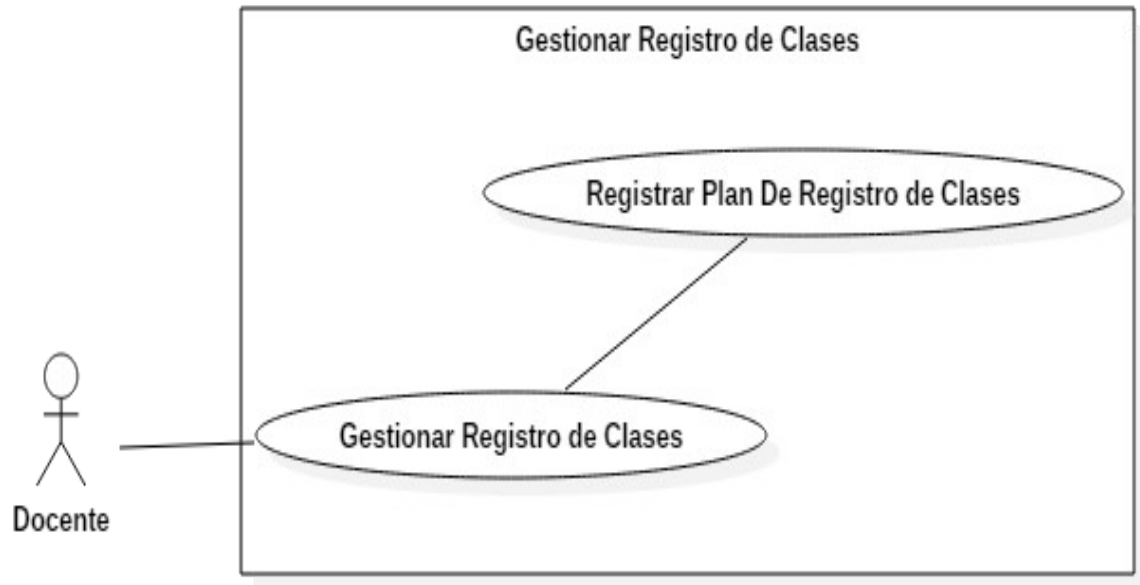 Gestionar Registro de Clases
Registrar Plan De Registro de Clases
Gestionar Registro de Clases
Docente